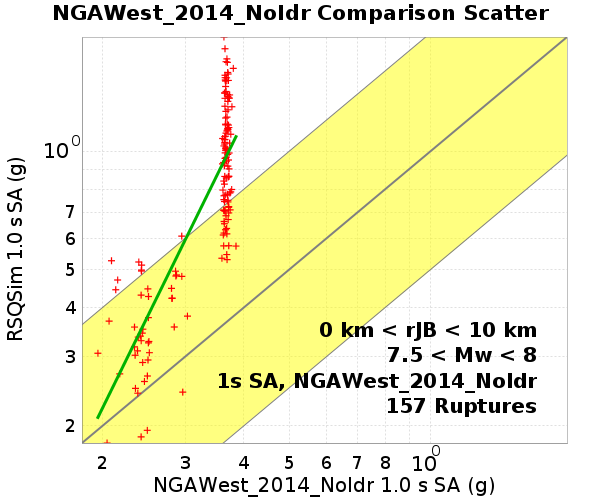 NGAWest_2014_NoIdr Comparison Scatter
RSQSim 1.0 s SA (g)
10^0
7
6
5
4
3
2
0 km < rJB < 10 km
7.5 < Mw < 8
1s SA, NGAWest_2014_NoIdr
157 Ruptures
2 3 4 5 6 7 8 10^0
NGAWest_2014_NoIdr 1.0 s SA (g)